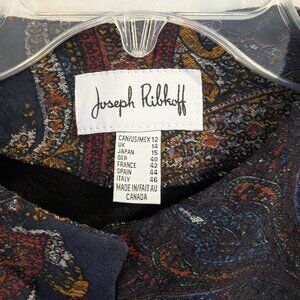 Joseph Ribkoff
CAN/US/MEX 12
UK 14
JAPAN 15
GER 40
FRANCE 42
SPAIN 44
ITALY 46
MADE IN/FAIT AU
CANADA